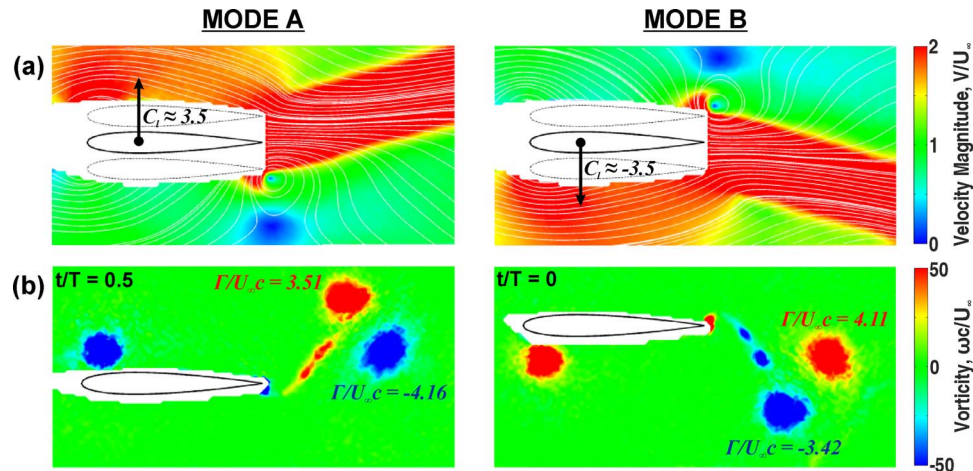 MODE A
MODE B
(a)
C_l ≈ 3.5
C_l ≈ -3.5
2
1
0
Velocity Magnitude, V/U_∞
(b)
t/T = 0.5
Γ/U_∞c = 3.51
Γ/U_∞c = -4.16
t/T = 0
Γ/U_∞c = 4.11
Γ/U_∞c = -3.42
50
0
-50
Vorticity, ωc/U_∞